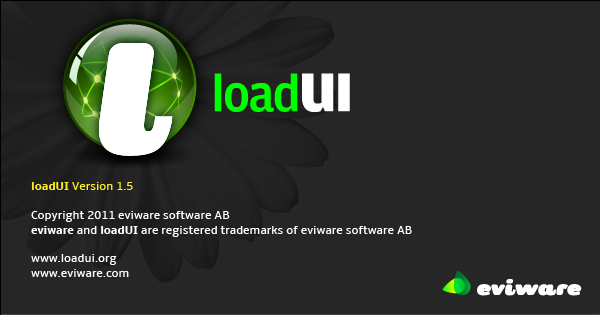 loadUI
loadUI Version 1.5
Copyright 2011 eviware software AB
eviware and loadUI are registered trademarks of eviware software AB
www.loadui.org
www.eviware.com
eviware